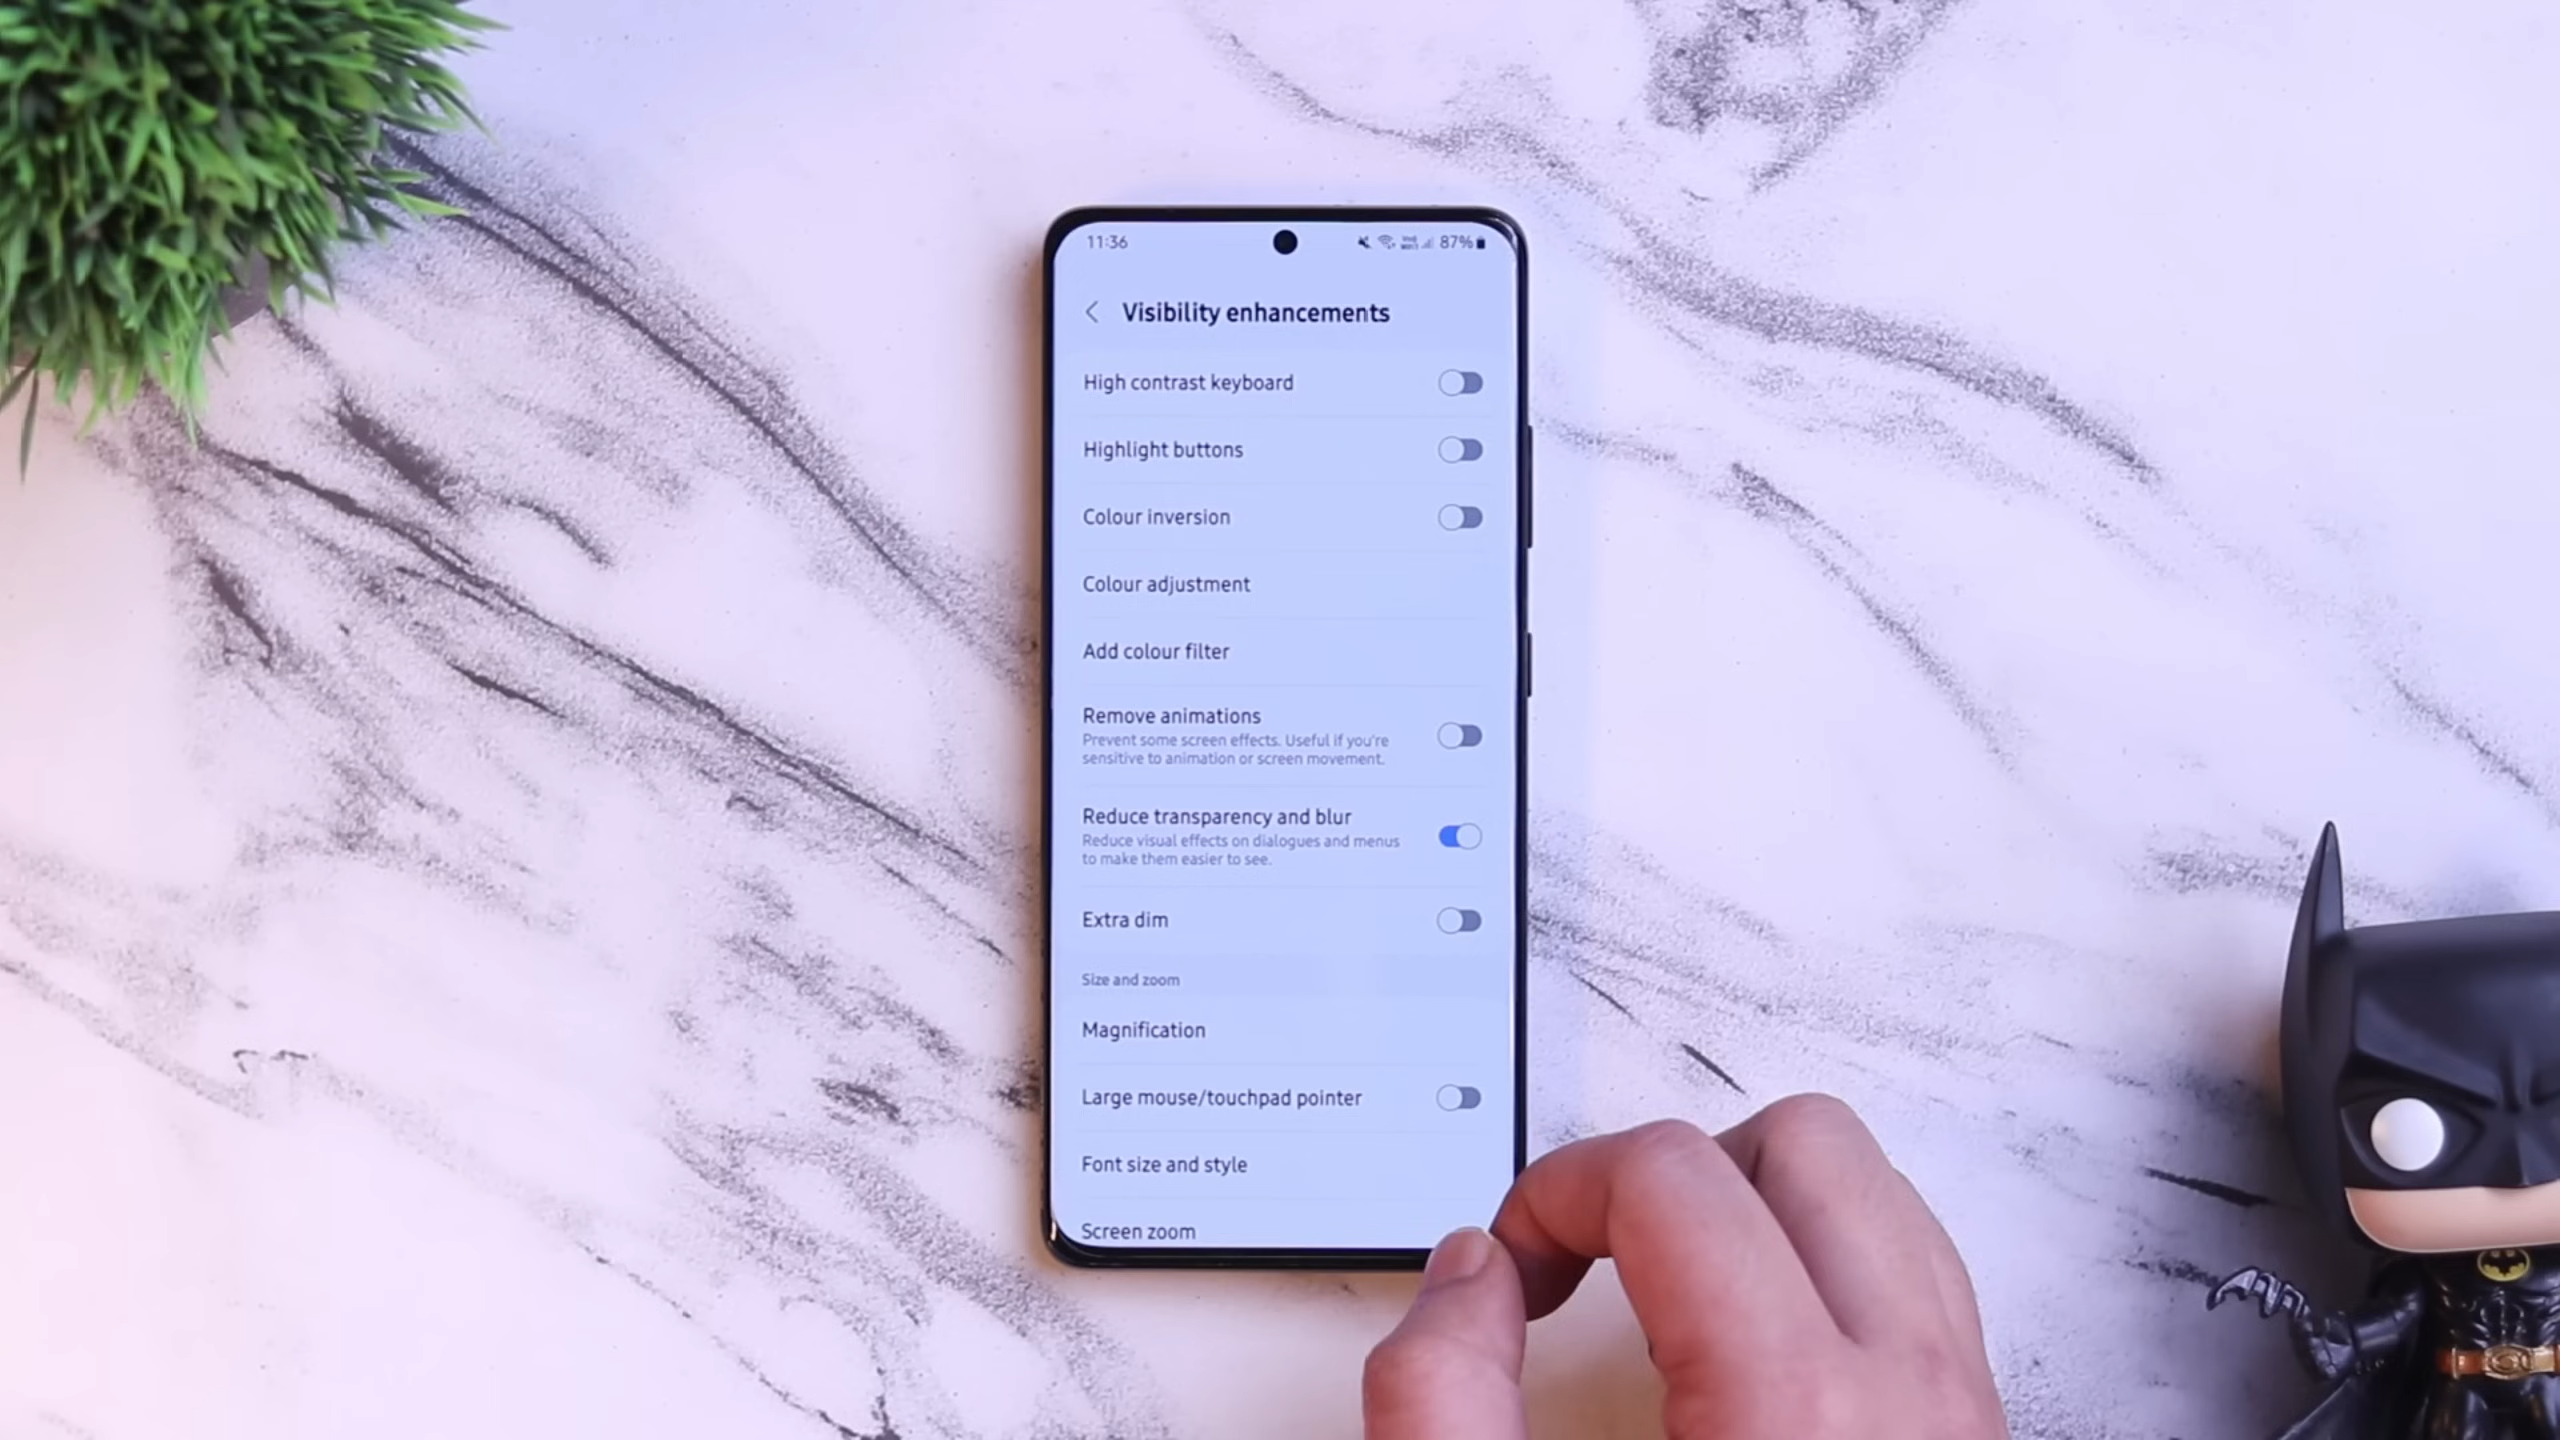 11:36
87%
Visibility enhancements
High contrast keyboard
Highlight buttons
Colour inversion
Colour adjustment
Add colour filter
Remove animations
Prevent some screen effects. Useful if you're
sensitive to animation or screen movement.
Reduce transparency and blur
Reduce visual effects on dialogues and menus
to make them easier to see.
Extra dim
Size and zoom
Magnification
Large mouse/touchpad pointer
Font size and style
Screen zoom